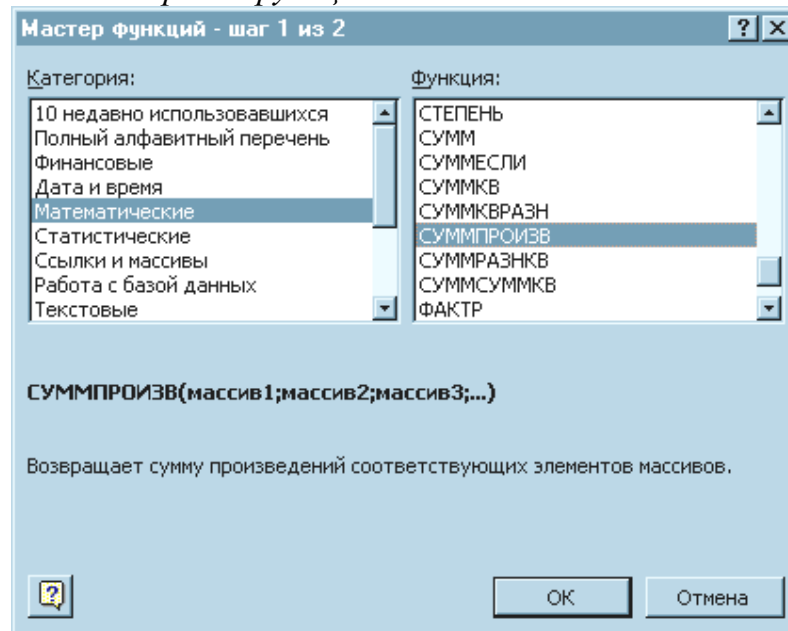 Мастер функций - шаг 1 из 2
Категория:
Функция:
10 недавно использовавшихся
Полный алфавитный перечень
Финансовые
Дата и время
Математические
Статистические
Ссылки и массивы
Работа с базой данных
Текстовые
СТЕПЕНЬ
СУММ
СУММЕСЛИ
СУММКВ
СУММКВРАЗН
СУММПРОИЗВ
СУММРАЗНКВ
СУММСУММКВ
ФАКТР
СУММПРОИЗВ(массив1;массив2;массив3;...)
Возвращает сумму произведений соответствующих элементов массивов.
ОК
Отмена